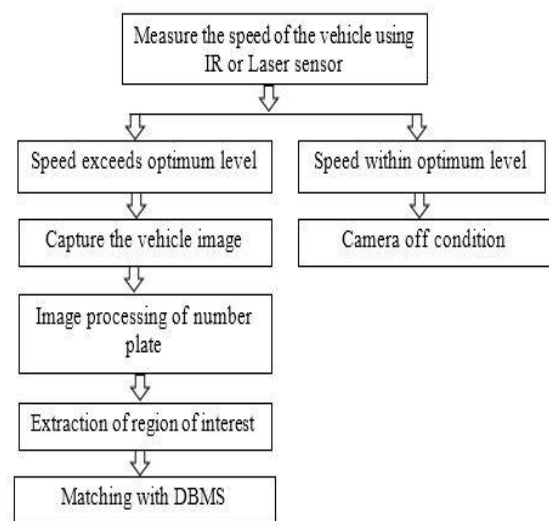 Measure the speed of the vehicle using
IR or Laser sensor
Speed exceeds optimum level
Speed within optimum level
Capture the vehicle image
Camera off condition
Image processing of number
plate
Extraction of region of interest
Matching with DBMS